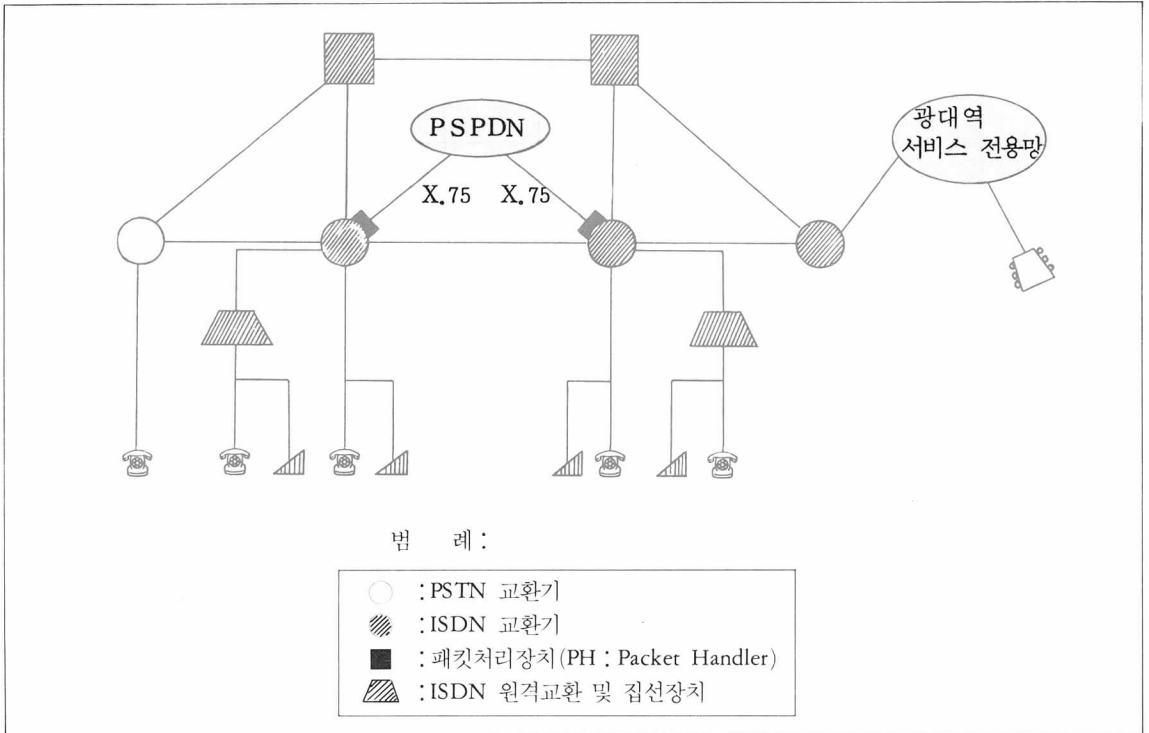 PSPDN
광대역
서비스 전용망
X.75 X.75
범 례 :
: PSTN 교환기
: ISDN 교환기
: 패킷처리장치(PH : Packet Handler)
: ISDN 원격교환 및 집선장치